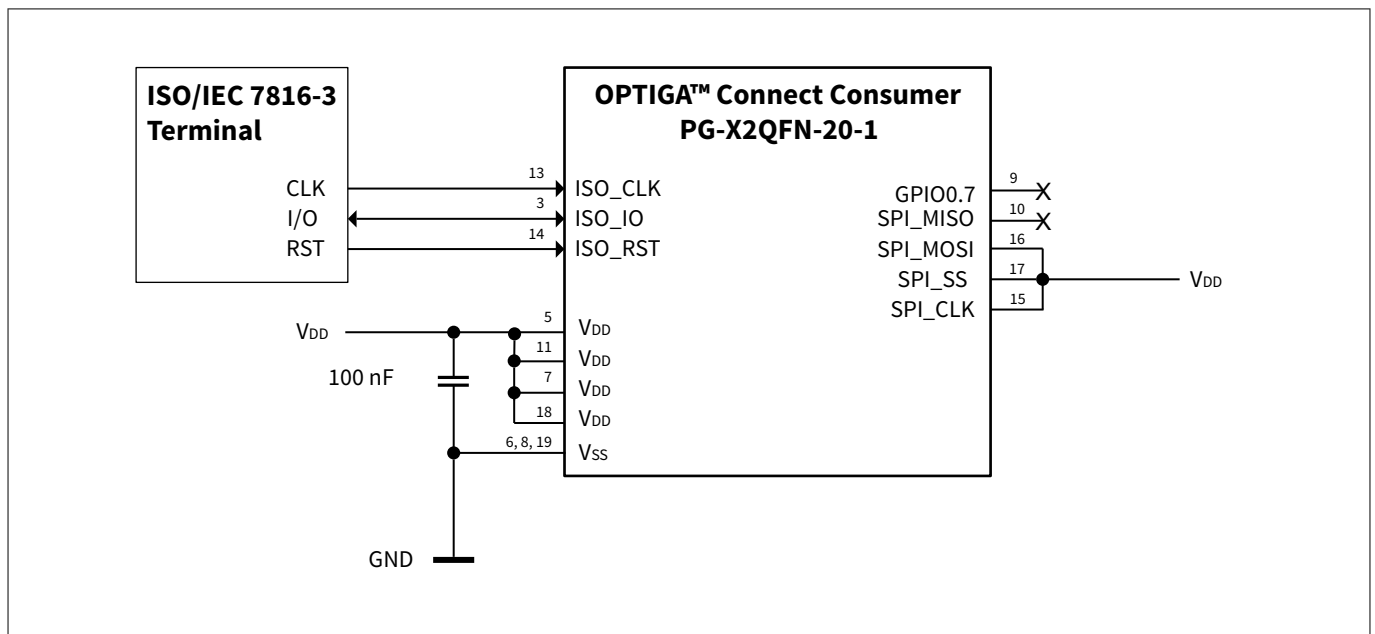 ISO/IEC 7816-3
Terminal
CLK
I/O
RST
OPTIGA™ Connect Consumer
PG-X2QFN-20-1
13
ISO_CLK
3
ISO_IO
14
ISO_RST
GPIO0.7
9
X
SPI_MISO
10
X
SPI_MOSI
16
SPI_SS
17
SPI_CLK
15
VDD
VDD
100 nF
5
VDD
11
VDD
7
VDD
18
VDD
6, 8, 19
VSS
GND